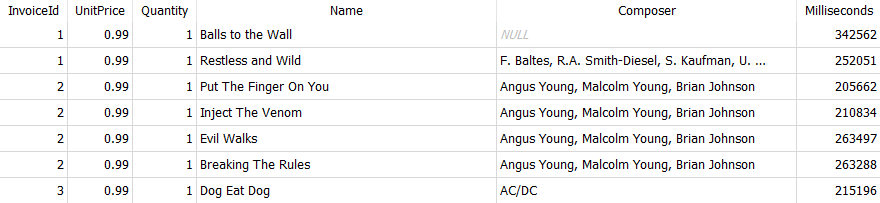 InvoiceId UnitPrice Quantity Name Composer Milliseconds
1 0.99 1 Balls to the Wall NULL 342562
1 0.99 1 Restless and Wild F. Baltes, R.A. Smith-Diesel, S. Kaufman, U. ... 252051
2 0.99 1 Put The Finger On You Angus Young, Malcolm Young, Brian Johnson 205662
2 0.99 1 Inject The Venom Angus Young, Malcolm Young, Brian Johnson 210834
2 0.99 1 Evil Walks Angus Young, Malcolm Young, Brian Johnson 263497
2 0.99 1 Breaking The Rules Angus Young, Malcolm Young, Brian Johnson 263288
3 0.99 1 Dog Eat Dog AC/DC 215196